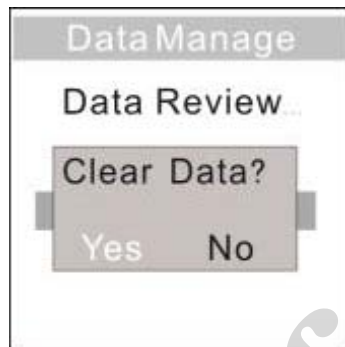 Data Manage
Data Review...
Clear Data?
Yes No